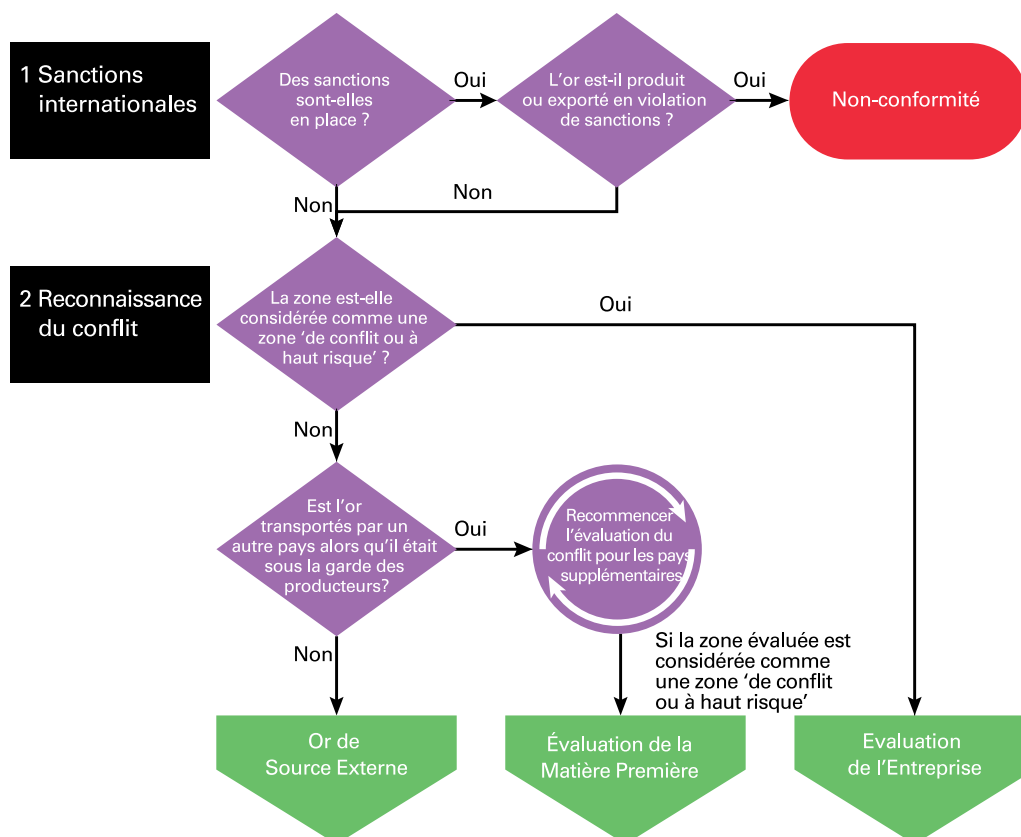 1 Sanctions
internationales
Des sanctions
sont-elles
en place ?
Oui
L’or est-il produit
ou exporté en violation
de sanctions ?
Oui
Non-conformité
Non
Non
2 Reconnaissance
du conflit
La zone est-elle
considérée comme une
zone ‘de conflit ou à
haut risque’ ?
Oui
Non
Est l’or
transportés par un
autre pays alors qu’il était
sous la garde des
producteurs?
Oui
Recommencer
l’évaluation du
conflit pour les pays
supplémentaires
Non
Si la zone évaluée est
considérée comme
une zone ‘de conflit
ou à haut risque’
Or de
Source Externe
Évaluation de la
Matière Première
Evaluation
de l’Entreprise